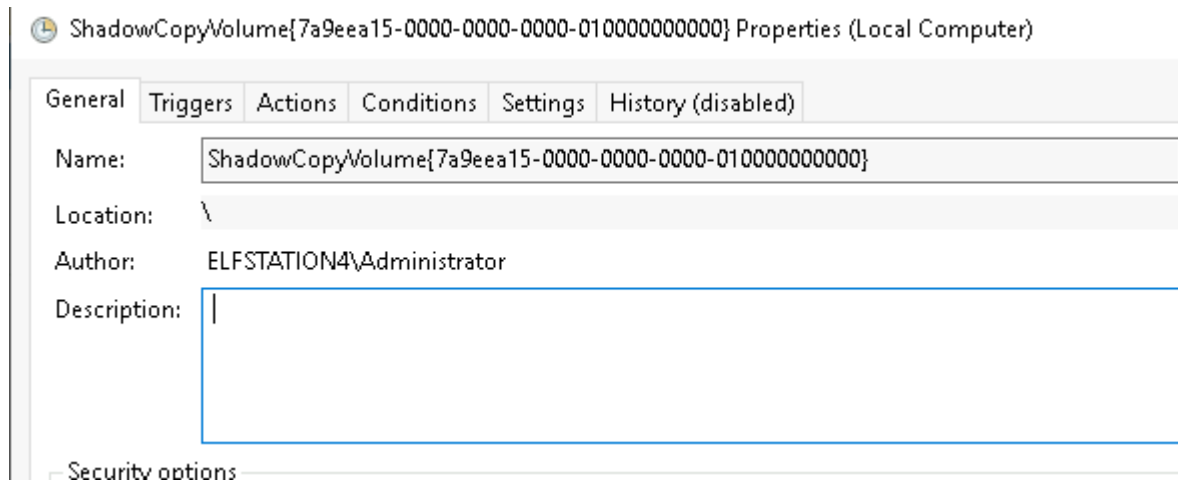 ShadowCopyVolume{7a9eea15-0000-0000-0000-010000000000} Properties (Local Computer)
General Triggers Actions Conditions Settings History (disabled)
Name: ShadowCopyVolume{7a9eea15-0000-0000-0000-010000000000}
Location: \
Author: ELFSTATION4\Administrator
Description:
Security options